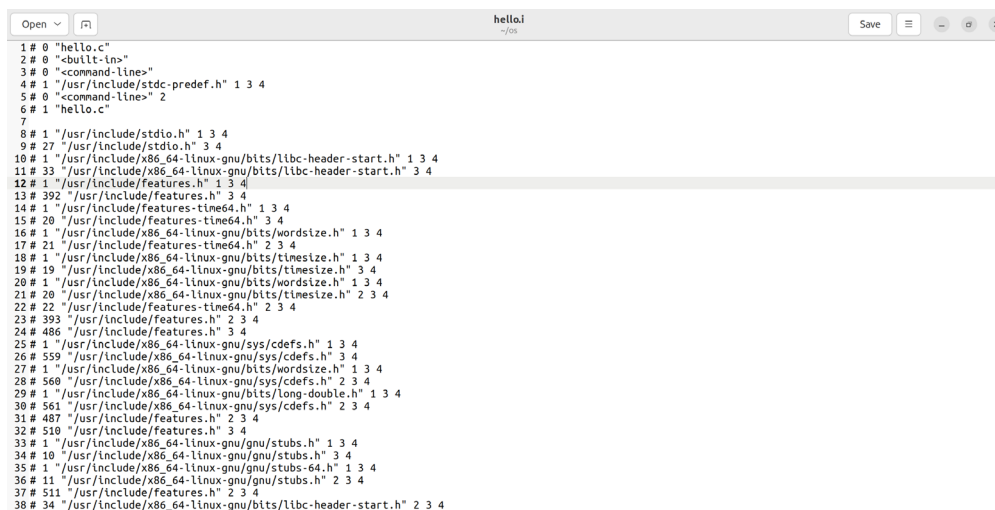 Open
hello.i
~/os
Save
1 # 0 "hello.c"
2 # 0 "<built-in>"
3 # 0 "<command-line>"
4 # 1 "/usr/include/stdc-predef.h" 1 3 4
5 # 0 "<command-line>" 2
6 # 1 "hello.c"
7
8 # 1 "/usr/include/stdio.h" 1 3 4
9 # 27 "/usr/include/stdio.h" 3 4
10 # 1 "/usr/include/x86_64-linux-gnu/bits/libc-header-start.h" 1 3 4
11 # 33 "/usr/include/x86_64-linux-gnu/bits/libc-header-start.h" 3 4
12 # 1 "/usr/include/features.h" 1 3 4
13 # 392 "/usr/include/features.h" 3 4
14 # 1 "/usr/include/features-time64.h" 1 3 4
15 # 20 "/usr/include/features-time64.h" 3 4
16 # 1 "/usr/include/x86_64-linux-gnu/bits/wordsize.h" 1 3 4
17 # 21 "/usr/include/features-time64.h" 2 3 4
18 # 1 "/usr/include/x86_64-linux-gnu/bits/timesize.h" 1 3 4
19 # 19 "/usr/include/x86_64-linux-gnu/bits/timesize.h" 3 4
20 # 1 "/usr/include/x86_64-linux-gnu/bits/wordsize.h" 1 3 4
21 # 20 "/usr/include/x86_64-linux-gnu/bits/timesize.h" 2 3 4
22 # 22 "/usr/include/features-time64.h" 2 3 4
23 # 393 "/usr/include/features.h" 2 3 4
24 # 486 "/usr/include/features.h" 3 4
25 # 1 "/usr/include/x86_64-linux-gnu/sys/cdefs.h" 1 3 4
26 # 559 "/usr/include/x86_64-linux-gnu/sys/cdefs.h" 3 4
27 # 1 "/usr/include/x86_64-linux-gnu/bits/wordsize.h" 1 3 4
28 # 560 "/usr/include/x86_64-linux-gnu/sys/cdefs.h" 2 3 4
29 # 1 "/usr/include/x86_64-linux-gnu/bits/long-double.h" 1 3 4
30 # 561 "/usr/include/x86_64-linux-gnu/sys/cdefs.h" 2 3 4
31 # 487 "/usr/include/features.h" 2 3 4
32 # 510 "/usr/include/features.h" 3 4
33 # 1 "/usr/include/x86_64-linux-gnu/gnu/stubs.h" 1 3 4
34 # 10 "/usr/include/x86_64-linux-gnu/gnu/stubs.h" 3 4
35 # 1 "/usr/include/x86_64-linux-gnu/gnu/stubs-64.h" 1 3 4
36 # 11 "/usr/include/x86_64-linux-gnu/gnu/stubs.h" 2 3 4
37 # 511 "/usr/include/features.h" 2 3 4
38 # 34 "/usr/include/x86_64-linux-gnu/bits/libc-header-start.h" 2 3 4